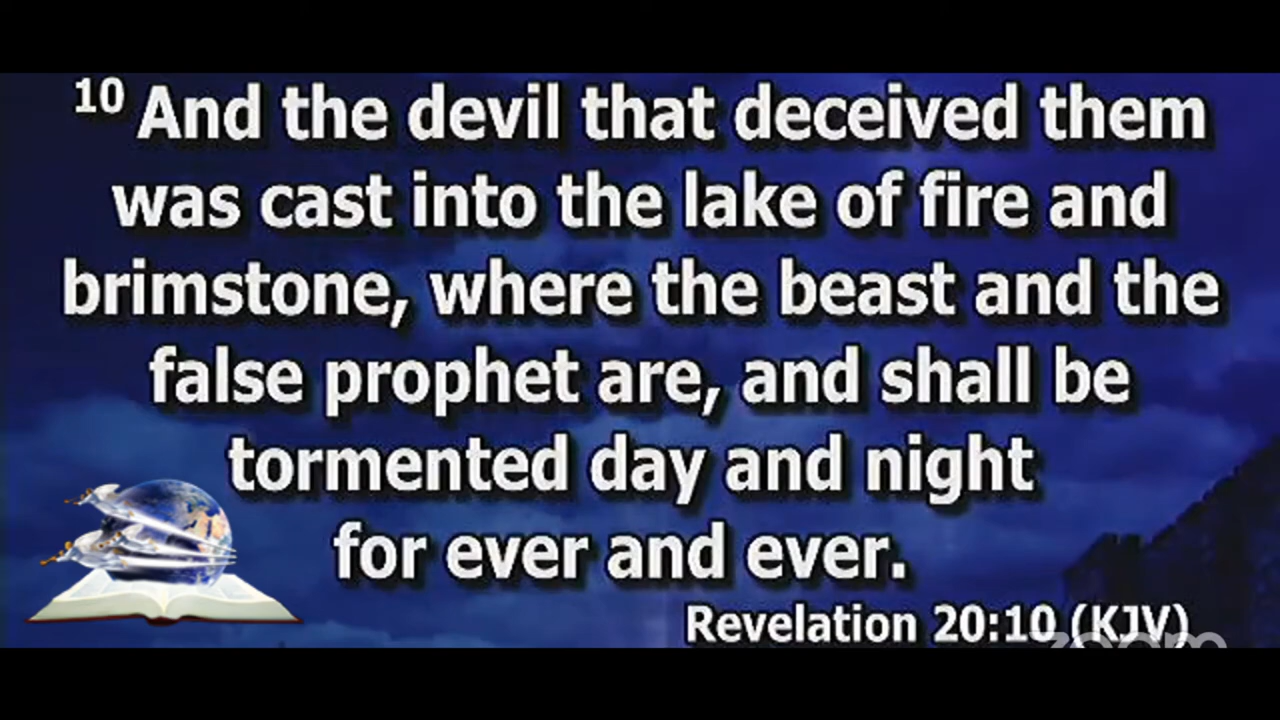 10 And the devil that deceived them
was cast into the lake of fire and
brimstone, where the beast and the
false prophet are, and shall be
tormented day and night
for ever and ever.
Revelation 20:10 (KJV)
zoom